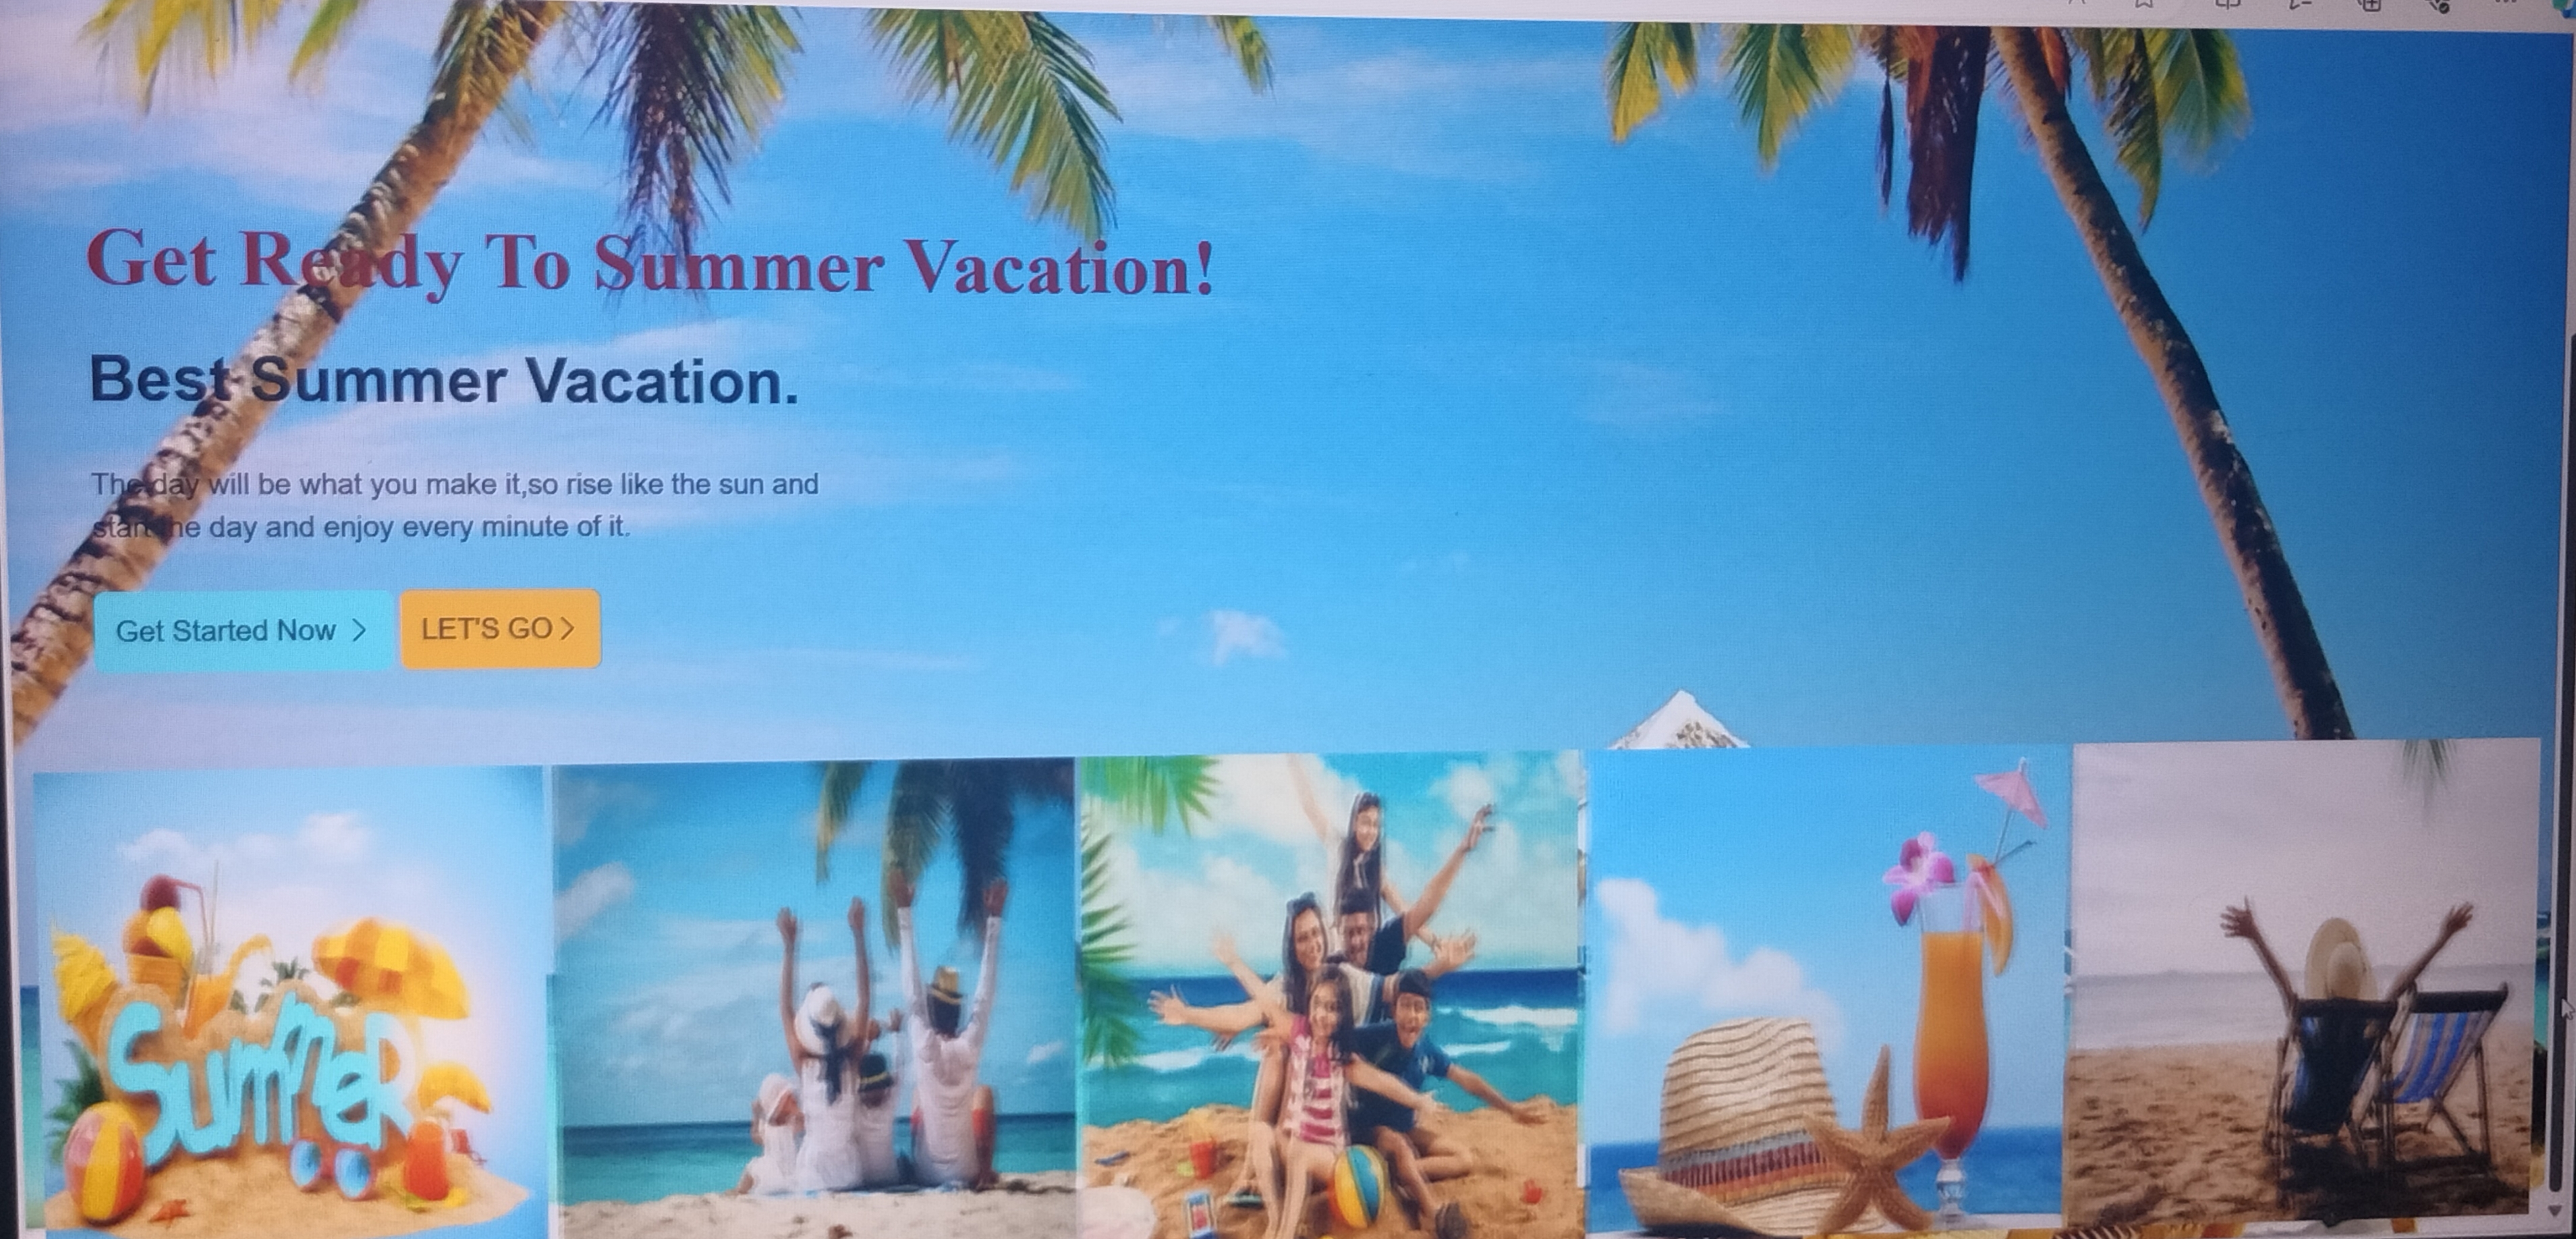 Get Ready To Summer Vacation!
Best Summer Vacation.
The day will be what you make it,so rise like the sun and
start the day and enjoy every minute of it.
Get Started Now >
LET'S GO >
Summer